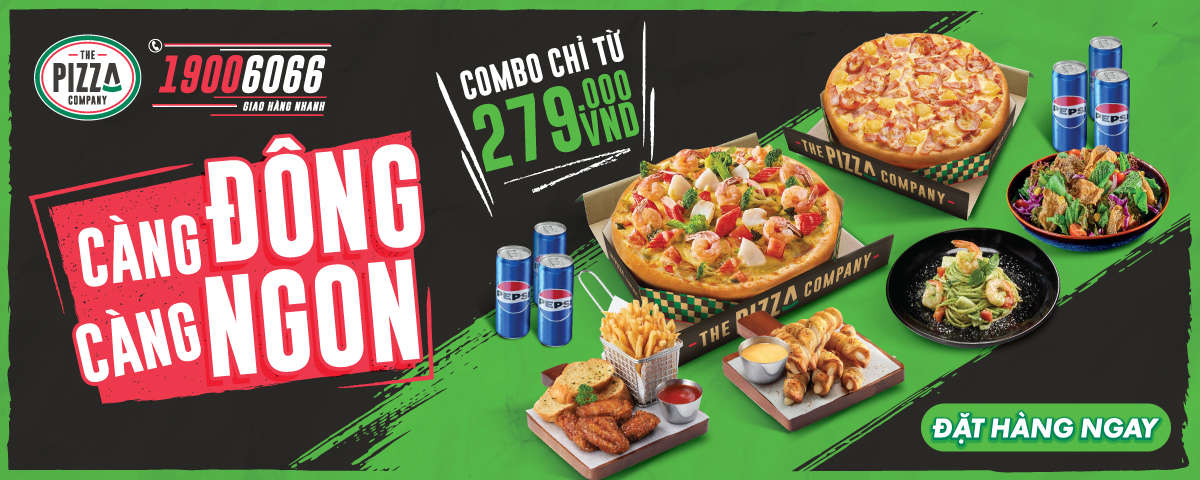 THE
PIZZA
COMPANY
19006066
GIAO HÀNG NHANH
CÀNG ĐÔNG
CÀNG NGON
COMBO CHỈ TỪ
279.000
VND
THE PIZZA COMPANY
THE PIZZA COMPANY
PEPSI
PEPSI
PEPSI
PEPSI
ĐẶT HÀNG NGAY